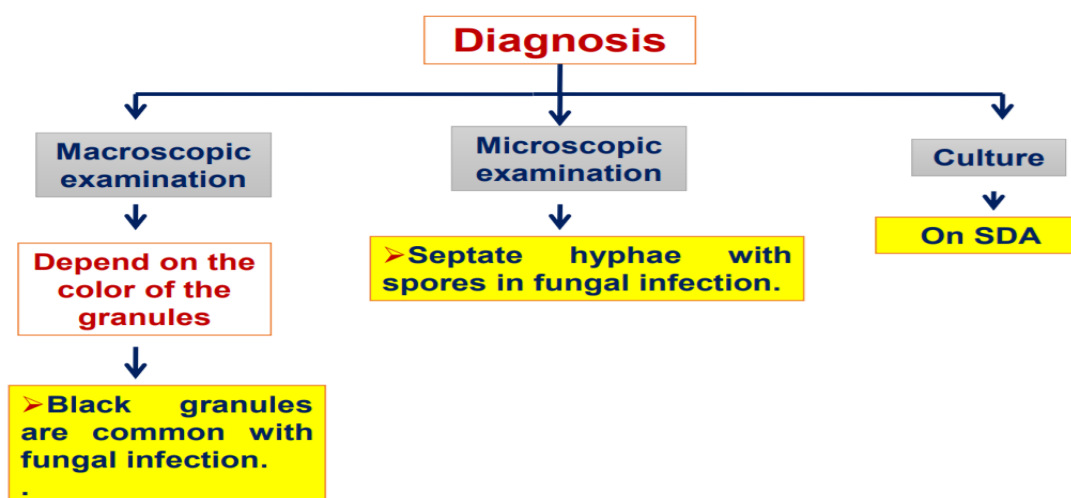 Diagnosis
Macroscopic
examination
Depend on the
color of the
granules
➢Black granules
are common with
fungal infection.
.
Microscopic
examination
➢Septate hyphae with
spores in fungal infection.
Culture
On SDA